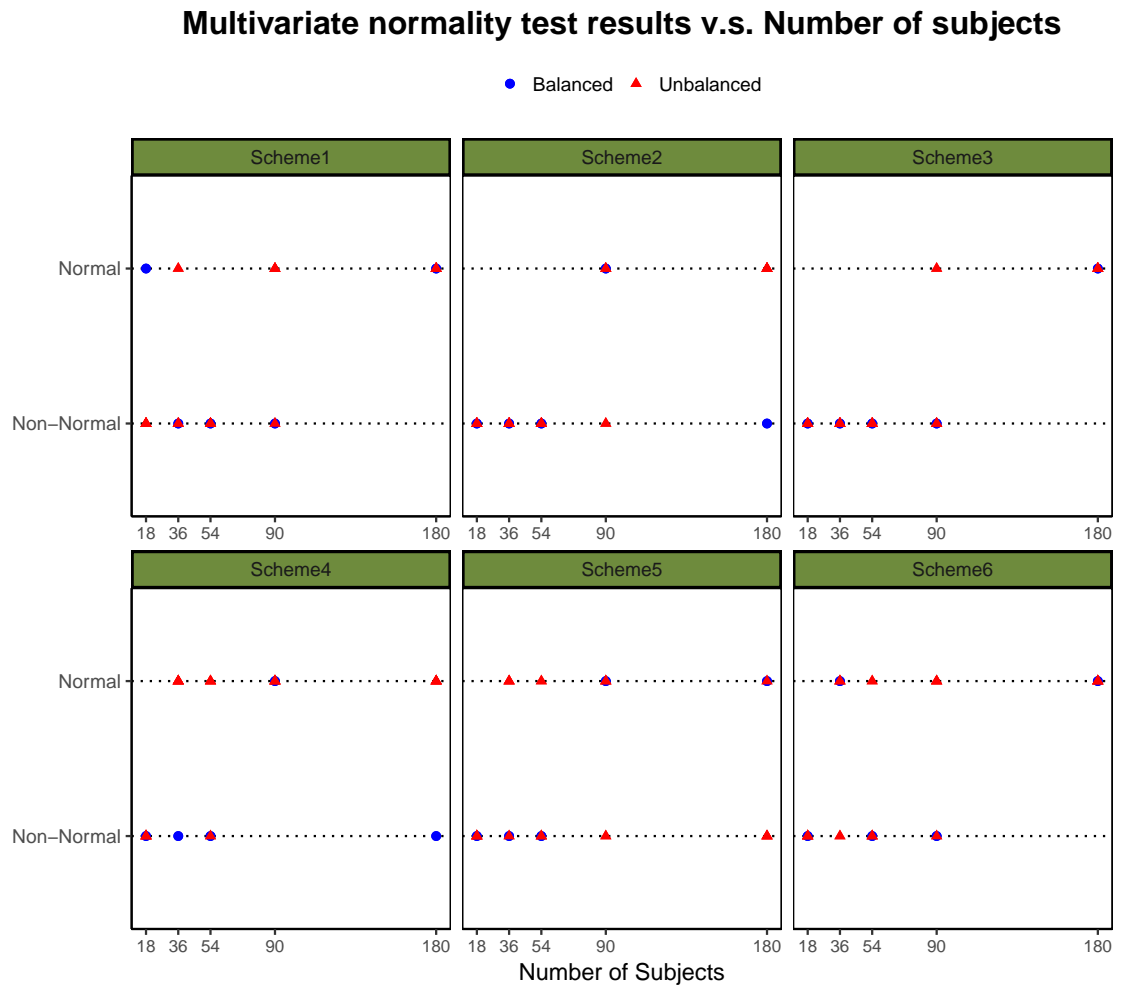 Multivariate normality test results v.s. Number of subjects
Balanced Unbalanced
Scheme1 Scheme2 Scheme3
Normal
Non−Normal
18 36 54 90 180 18 36 54 90 180 18 36 54 90 180
Scheme4 Scheme5 Scheme6
Normal
Non−Normal
18 36 54 90 180 18 36 54 90 180 18 36 54 90 180
Number of Subjects